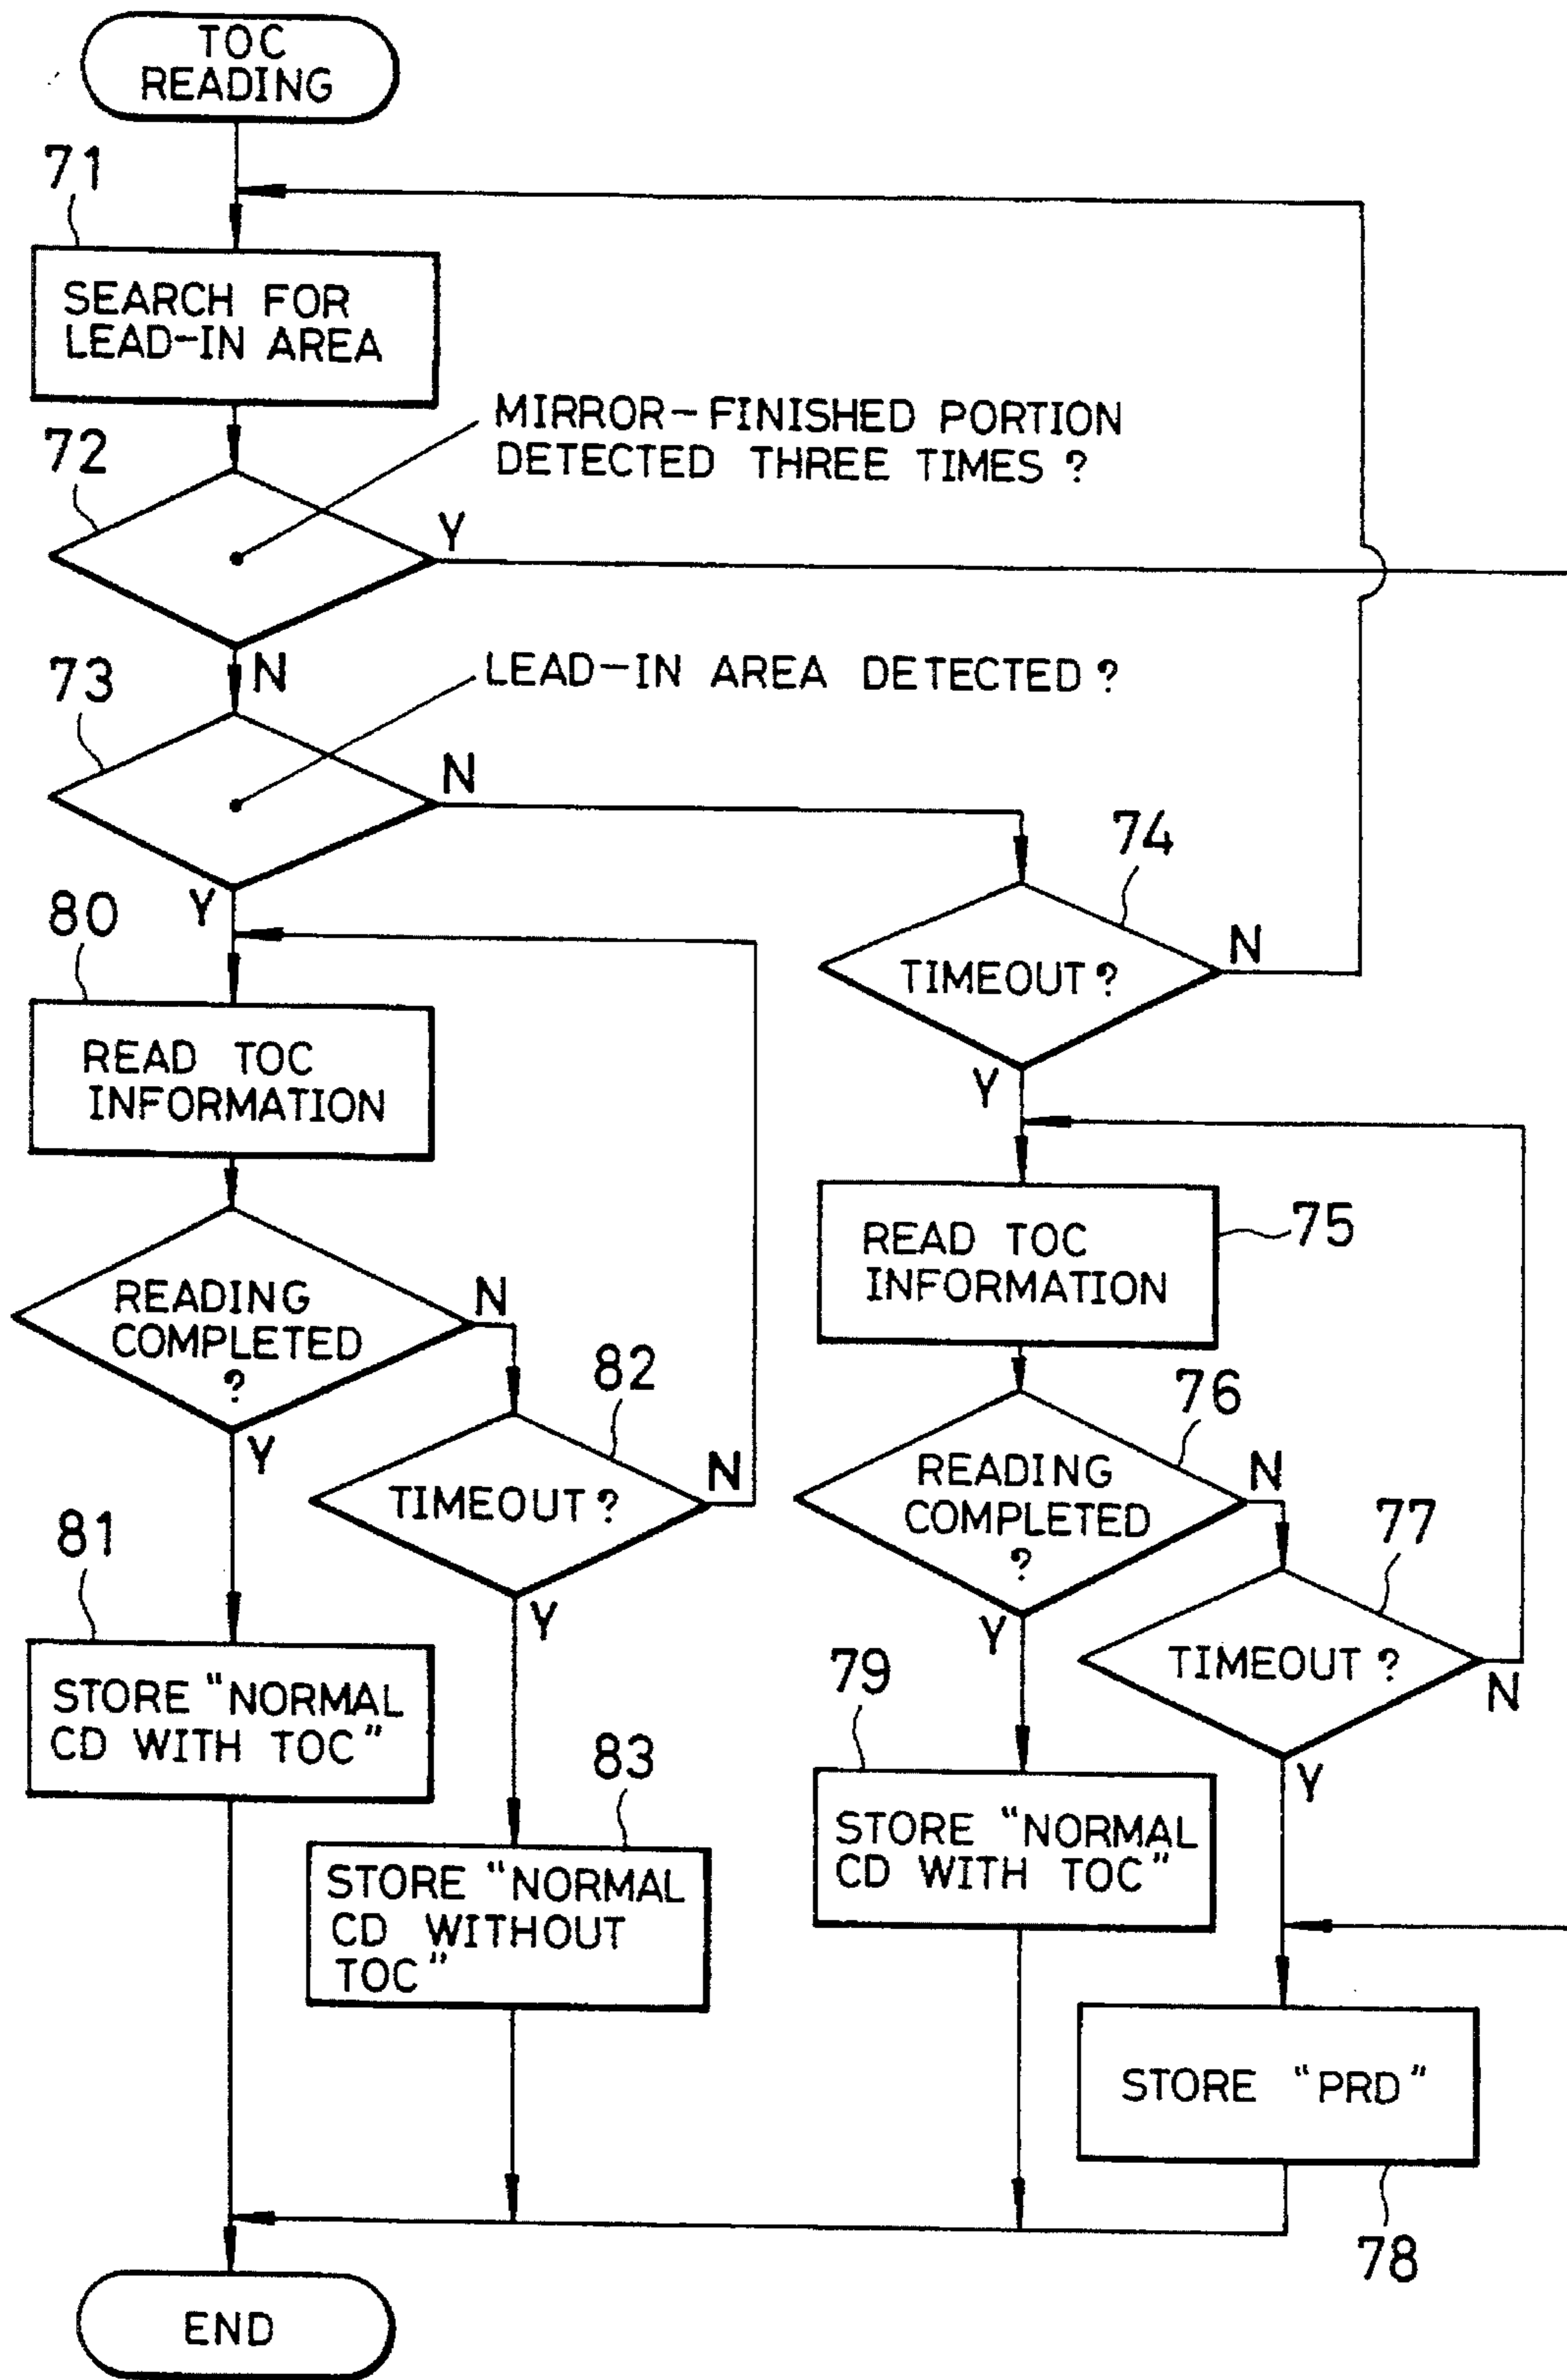 TOC
READING
71
SEARCH FOR
LEAD-IN AREA
72
MIRROR-FINISHED PORTION
DETECTED THREE TIMES ?
Y
N
73
LEAD-IN AREA DETECTED ?
N
Y
74
TIMEOUT ?
N
Y
80
READ TOC
INFORMATION
READING
COMPLETED
?
N
Y
82
TIMEOUT ?
N
Y
81
STORE "NORMAL
CD WITH TOC"
83
STORE "NORMAL
CD WITHOUT
TOC"
75
READ TOC
INFORMATION
76
READING
COMPLETED
?
N
Y
77
TIMEOUT ?
N
Y
79
STORE "NORMAL
CD WITH TOC"
STORE "PRD"
78
END